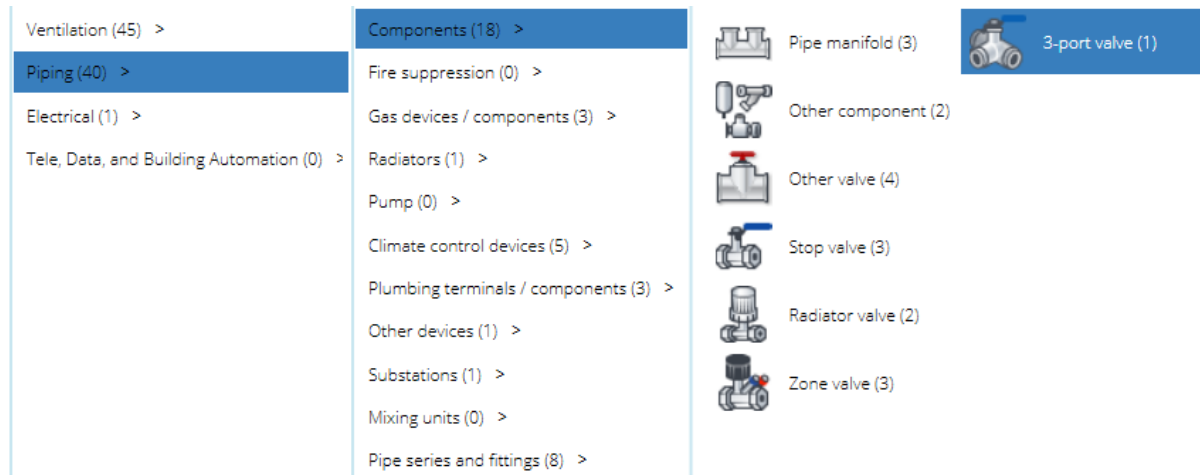 Ventilation (45) >
Piping (40) >
Electrical (1) >
Tele, Data, and Building Automation (0) >
Components (18) >
Fire suppression (0) >
Gas devices / components (3) >
Radiators (1) >
Pump (0) >
Climate control devices (5) >
Plumbing terminals / components (3) >
Other devices (1) >
Substations (1) >
Mixing units (0) >
Pipe series and fittings (8) >
Pipe manifold (3)
Other component (2)
Other valve (4)
Stop valve (3)
Radiator valve (2)
Zone valve (3)
3-port valve (1)